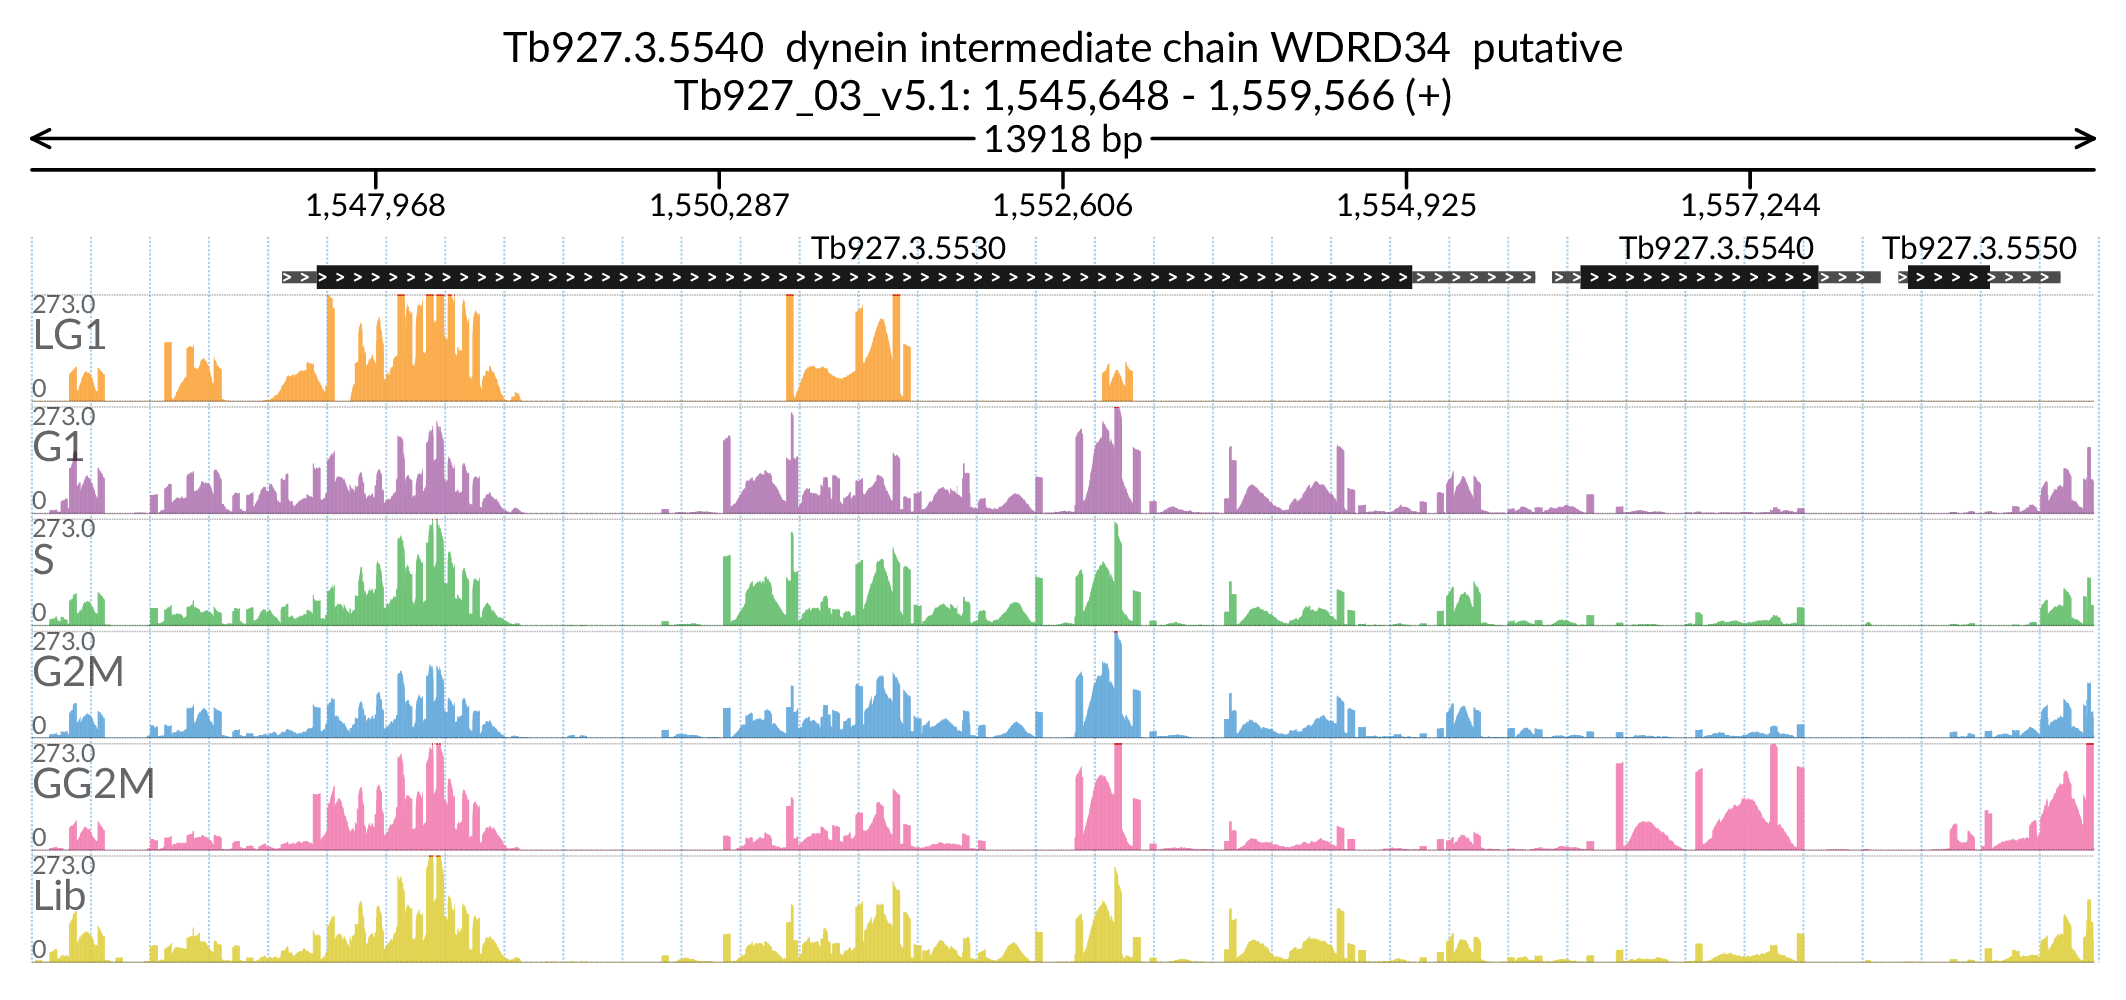 Tb927.3.5540  dynein intermediate chain WDRD34  putative
Tb927_03_v5.1: 1,545,648 - 1,559,566 (+)
13918 bp
1,547,968 1,550,287 1,552,606 1,554,925 1,557,244
Tb927.3.5530 Tb927.3.5540 Tb927.3.5550
273.0
LG1
0
273.0
G1
0
273.0
S
0
273.0
G2M
0
273.0
GG2M
0
273.0
Lib
0